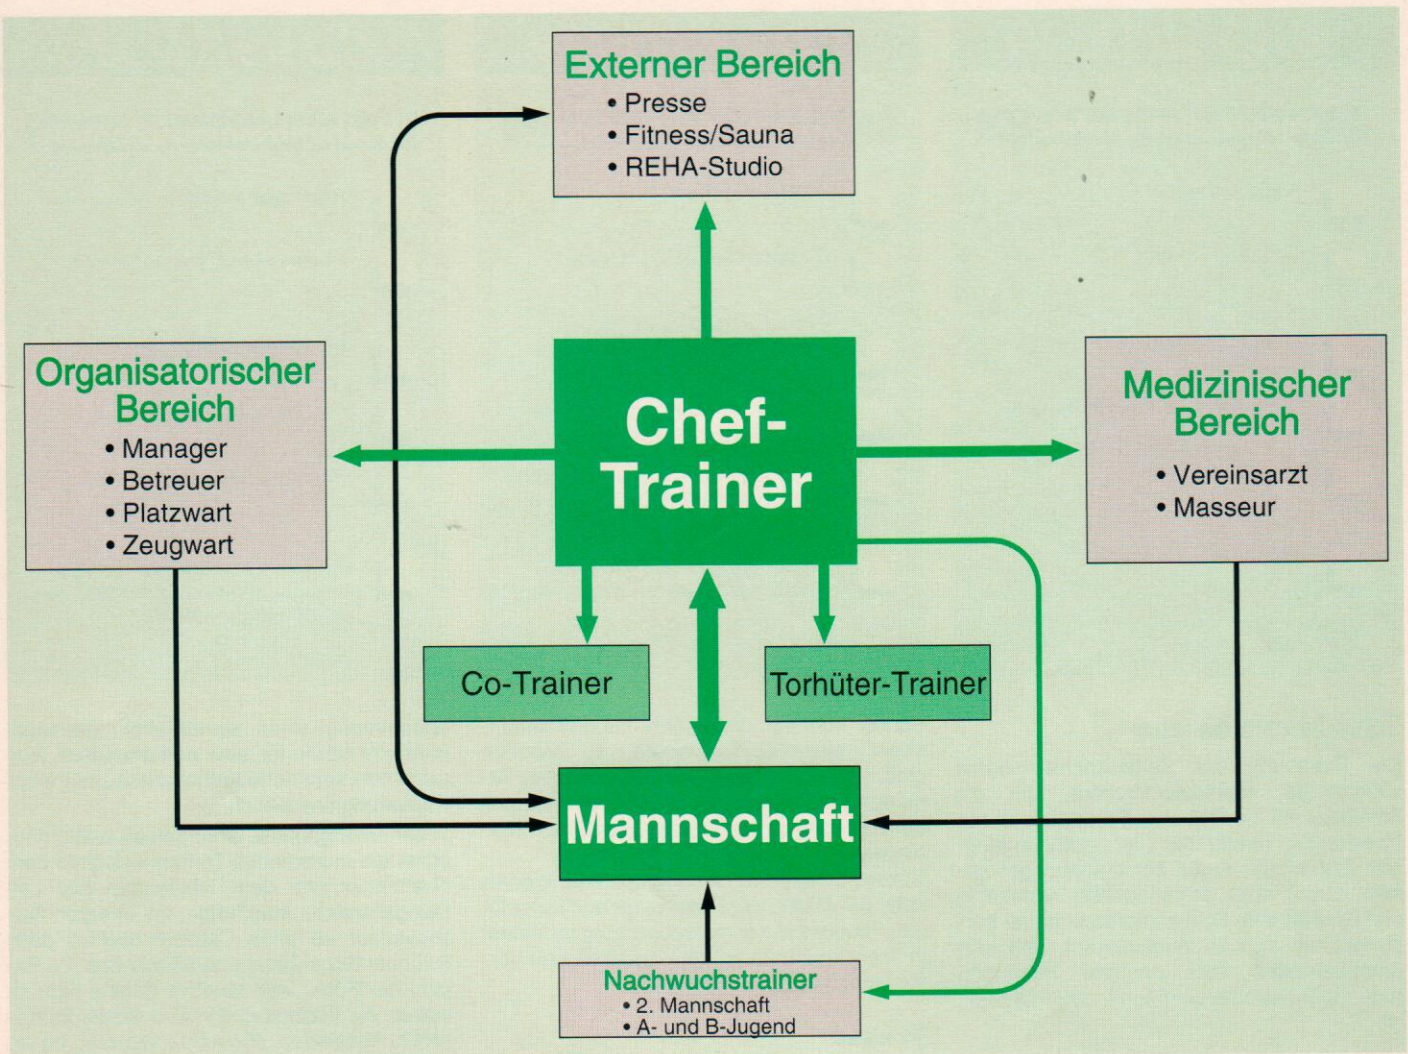 Externer Bereich
• Presse
• Fitness/Sauna
• REHA-Studio
Organisatorischer
Bereich
• Manager
• Betreuer
• Platzwart
• Zeugwart
Chef-
Trainer
Medizinischer
Bereich
• Vereinsarzt
• Masseur
Co-Trainer
Torhüter-Trainer
Mannschaft
Nachwuchstrainer
• 2. Mannschaft
• A- und B-Jugend